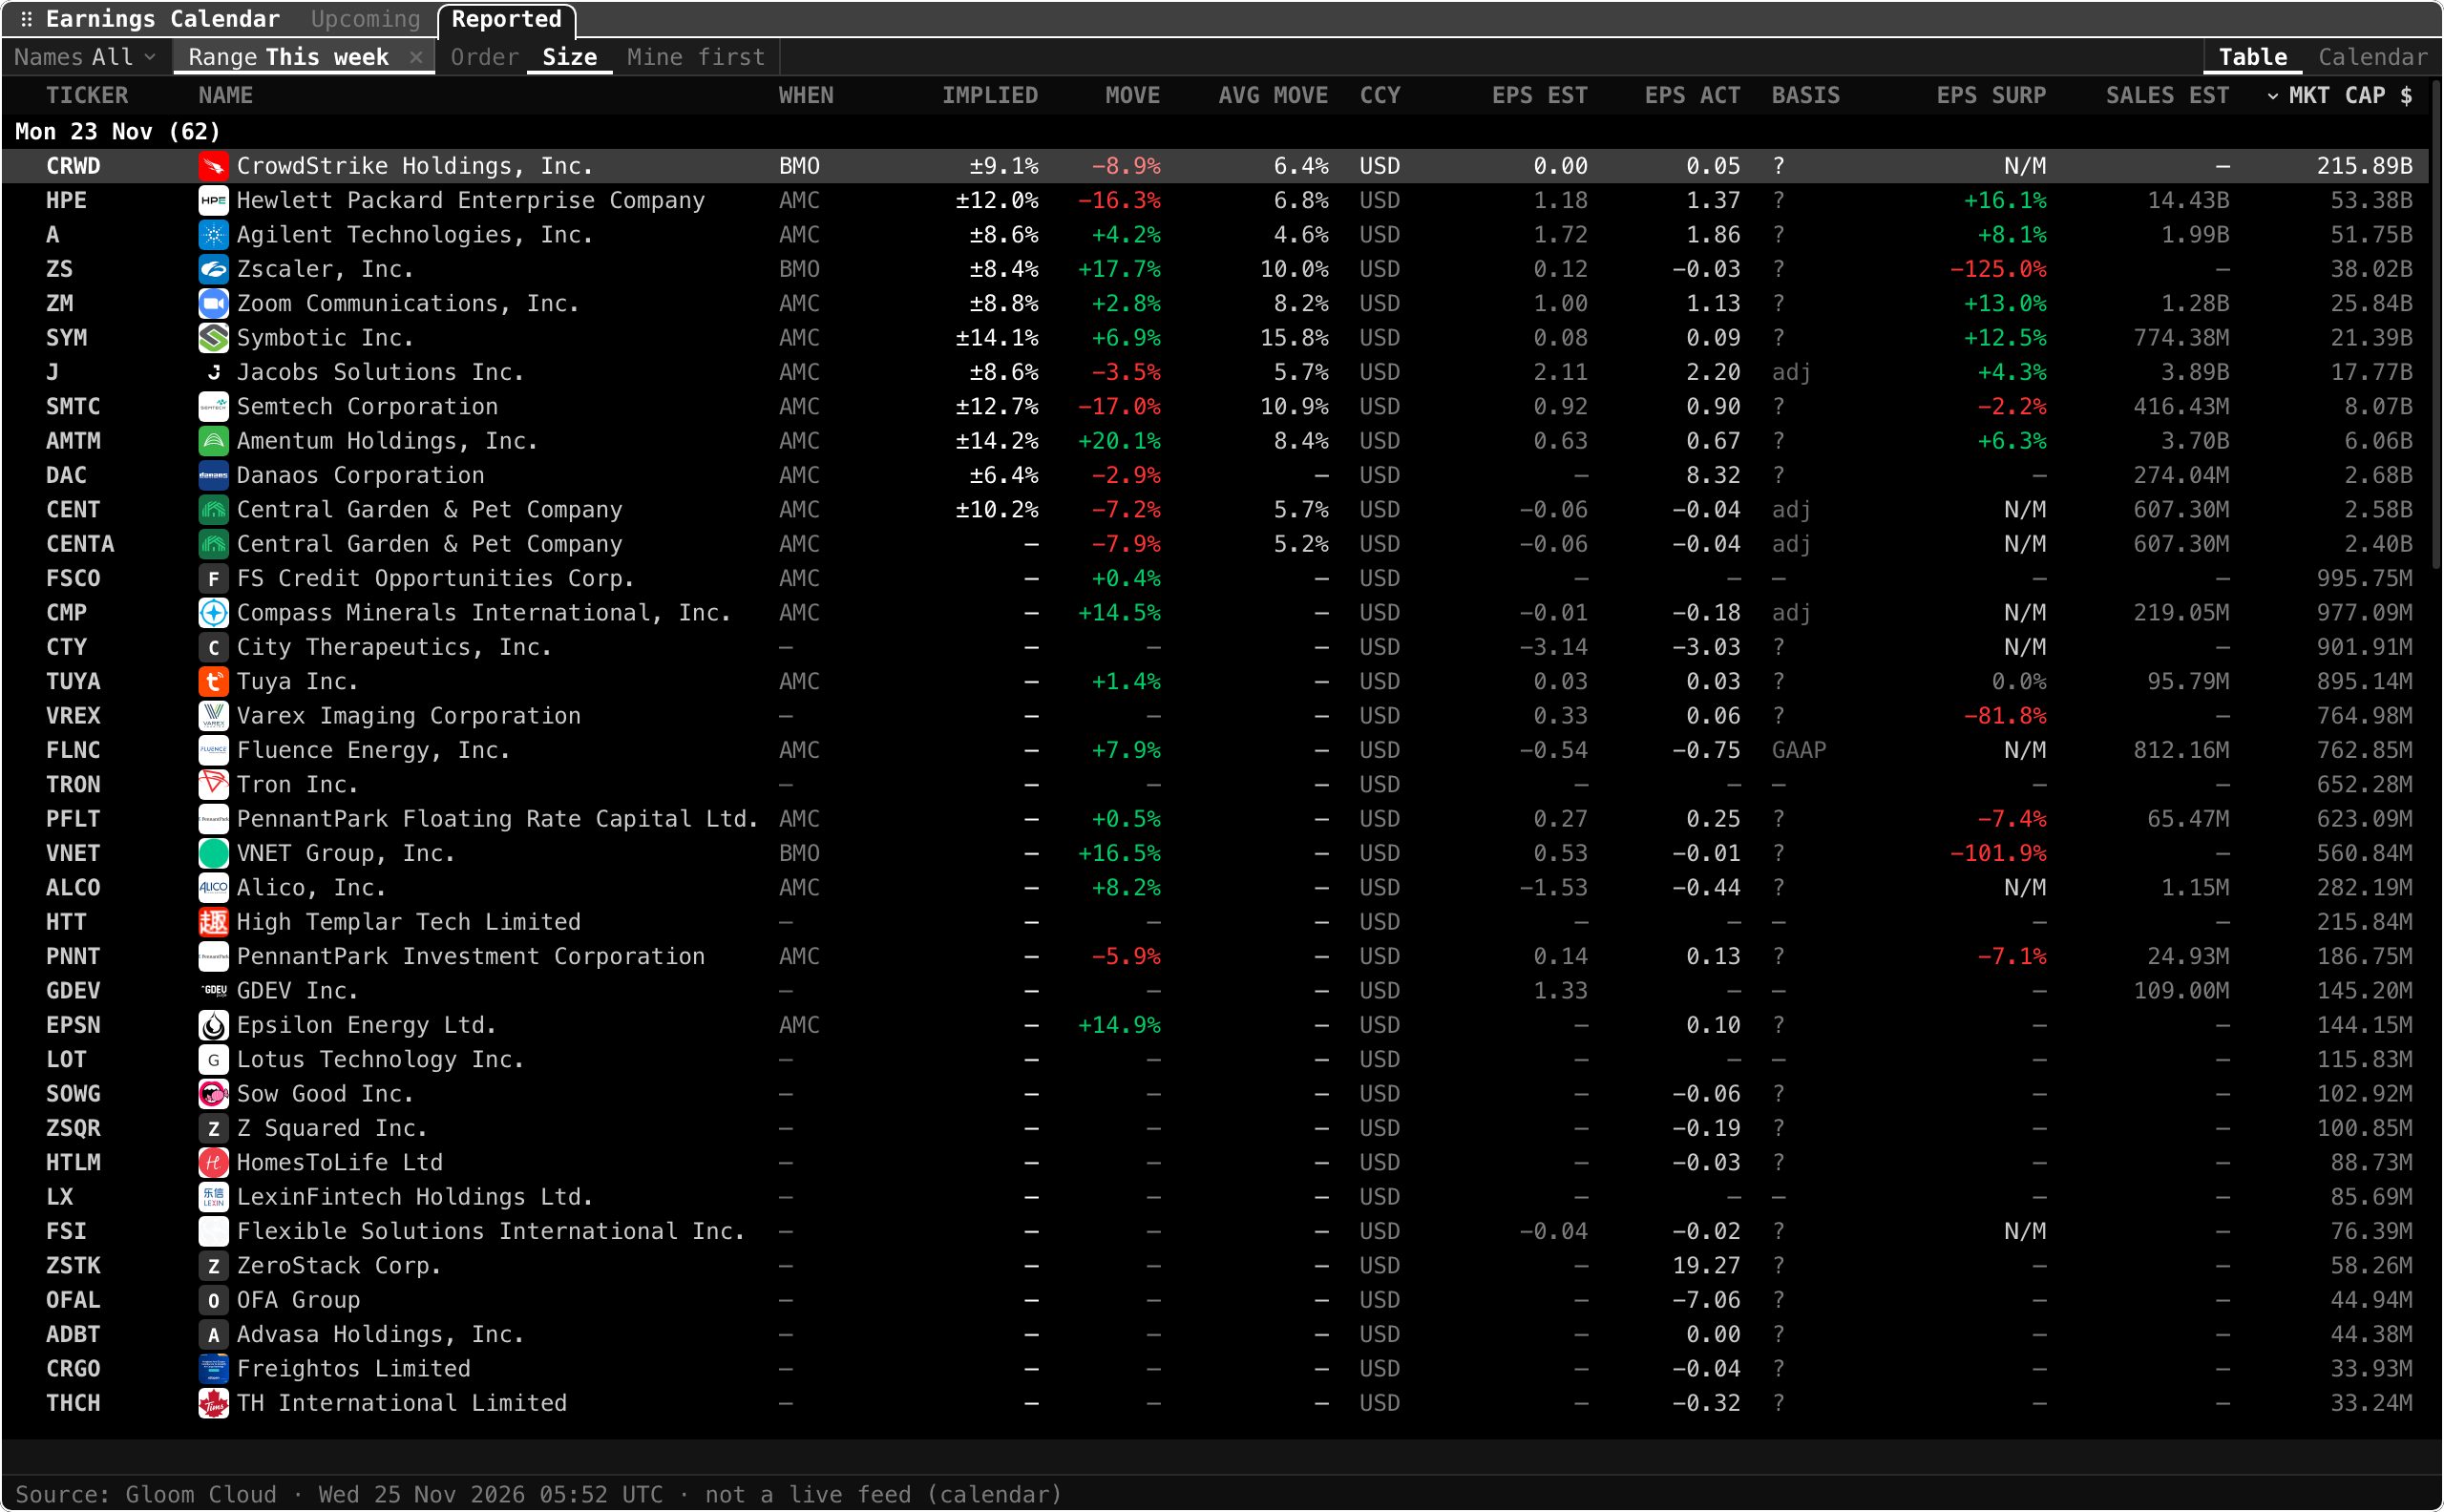 ⠿ Earnings Calendar Upcoming Reported
Names All Range This week × Order Size Mine first Table Calendar
TICKER NAME WHEN IMPLIED MOVE AVG MOVE CCY EPS EST EPS ACT BASIS EPS SURP SALES EST MKT CAP $
Mon 23 Nov (62)
CRWD CrowdStrike Holdings, Inc. BMO ±9.1% −8.9% 6.4% USD 0.00 0.05 ? N/M — 215.89B
HPE HPE Hewlett Packard Enterprise Company AMC ±12.0% −16.3% 6.8% USD 1.18 1.37 ? +16.1% 14.43B 53.38B
A Agilent Technologies, Inc. AMC ±8.6% +4.2% 4.6% USD 1.72 1.86 ? +8.1% 1.99B 51.75B
ZS Zscaler, Inc. BMO ±8.4% +17.7% 10.0% USD 0.12 −0.03 ? −125.0% — 38.02B
ZM Zoom Communications, Inc. AMC ±8.8% +2.8% 8.2% USD 1.00 1.13 ? +13.0% 1.28B 25.84B
SYM Symbotic Inc. AMC ±14.1% +6.9% 15.8% USD 0.08 0.09 ? +12.5% 774.38M 21.39B
J J Jacobs Solutions Inc. AMC ±8.6% −3.5% 5.7% USD 2.11 2.20 adj +4.3% 3.89B 17.77B
SMTC SEMTECH Semtech Corporation AMC ±12.7% −17.0% 10.9% USD 0.92 0.90 ? −2.2% 416.43M 8.07B
AMTM Amentum Holdings, Inc. AMC ±14.2% +20.1% 8.4% USD 0.63 0.67 ? +6.3% 3.70B 6.06B
DAC danaos Danaos Corporation AMC ±6.4% −2.9% — USD — 8.32 ? — 274.04M 2.68B
CENT Central Garden & Pet Company AMC ±10.2% −7.2% 5.7% USD −0.06 −0.04 adj N/M 607.30M 2.58B
CENTA Central Garden & Pet Company AMC — −7.9% 5.2% USD −0.06 −0.04 adj N/M 607.30M 2.40B
FSCO F FS Credit Opportunities Corp. AMC — +0.4% — USD — — — — — 995.75M
CMP Compass Minerals International, Inc. AMC — +14.5% — USD −0.01 −0.18 adj N/M 219.05M 977.09M
CTY C City Therapeutics, Inc. — — — — USD −3.14 −3.03 ? N/M — 901.91M
TUYA t Tuya Inc. AMC — +1.4% — USD 0.03 0.03 ? 0.0% 95.79M 895.14M
VREX VAREX Varex Imaging Corporation — — — — USD 0.33 0.06 ? −81.8% — 764.98M
FLNC FLUENCE Fluence Energy, Inc. AMC — +7.9% — USD −0.54 −0.75 GAAP N/M 812.16M 762.85M
TRON Tron Inc. — — — — USD — — — — — 652.28M
PFLT PennantPark PennantPark Floating Rate Capital Ltd. AMC — +0.5% — USD 0.27 0.25 ? −7.4% 65.47M 623.09M
VNET VNET Group, Inc. BMO — +16.5% — USD 0.53 −0.01 ? −101.9% — 560.84M
ALCO ALICO Alico, Inc. AMC — +8.2% — USD −1.53 −0.44 ? N/M 1.15M 282.19M
HTT 趣 High Templar Tech Limited — — — — USD — — — — — 215.84M
PNNT PennantPark PennantPark Investment Corporation AMC — −5.9% — USD 0.14 0.13 ? −7.1% 24.93M 186.75M
GDEV GDEV GDEV Inc. — — — — USD 1.33 — — — 109.00M 145.20M
EPSN Epsilon Energy Ltd. AMC — +14.9% — USD — 0.10 ? — — 144.15M
LOT G Lotus Technology Inc. — — — — USD — — — — — 115.83M
SOWG Sow Good Inc. — — — — USD — −0.06 ? — — 102.92M
ZSQR Z Z Squared Inc. — — — — USD — −0.19 ? — — 100.85M
HTLM H HomesToLife Ltd — — — — USD — −0.03 ? — — 88.73M
LX 乐信 LEXIN LexinFintech Holdings Ltd. — — — — USD — — — — — 85.69M
FSI Flexible Solutions International Inc. — — — — USD −0.04 −0.02 ? N/M — 76.39M
ZSTK Z ZeroStack Corp. — — — — USD — 19.27 ? — — 58.26M
OFAL O OFA Group — — — — USD — −7.06 ? — — 44.94M
ADBT A Advasa Holdings, Inc. — — — — USD — 0.00 ? — — 44.38M
CRGO Freightos Limited — — — — USD — −0.04 ? — — 33.93M
THCH Tims TH International Limited — — — — USD — −0.32 ? — — 33.24M
Source: Gloom Cloud · Wed 25 Nov 2026 05:52 UTC · not a live feed (calendar)